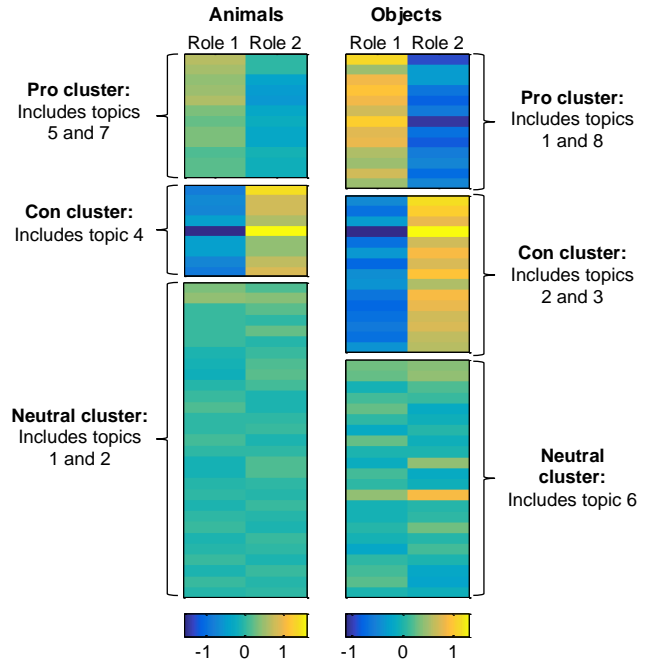 Animals
Objects
Role 1 Role 2
Role 1 Role 2
Pro cluster:
Includes topics
5 and 7
Con cluster:
Includes topic 4
Neutral cluster:
Includes topics
1 and 2
Pro cluster:
Includes topics
1 and 8
Con cluster:
Includes topics
2 and 3
Neutral
cluster:
Includes topic 6
-1 0 1
-1 0 1